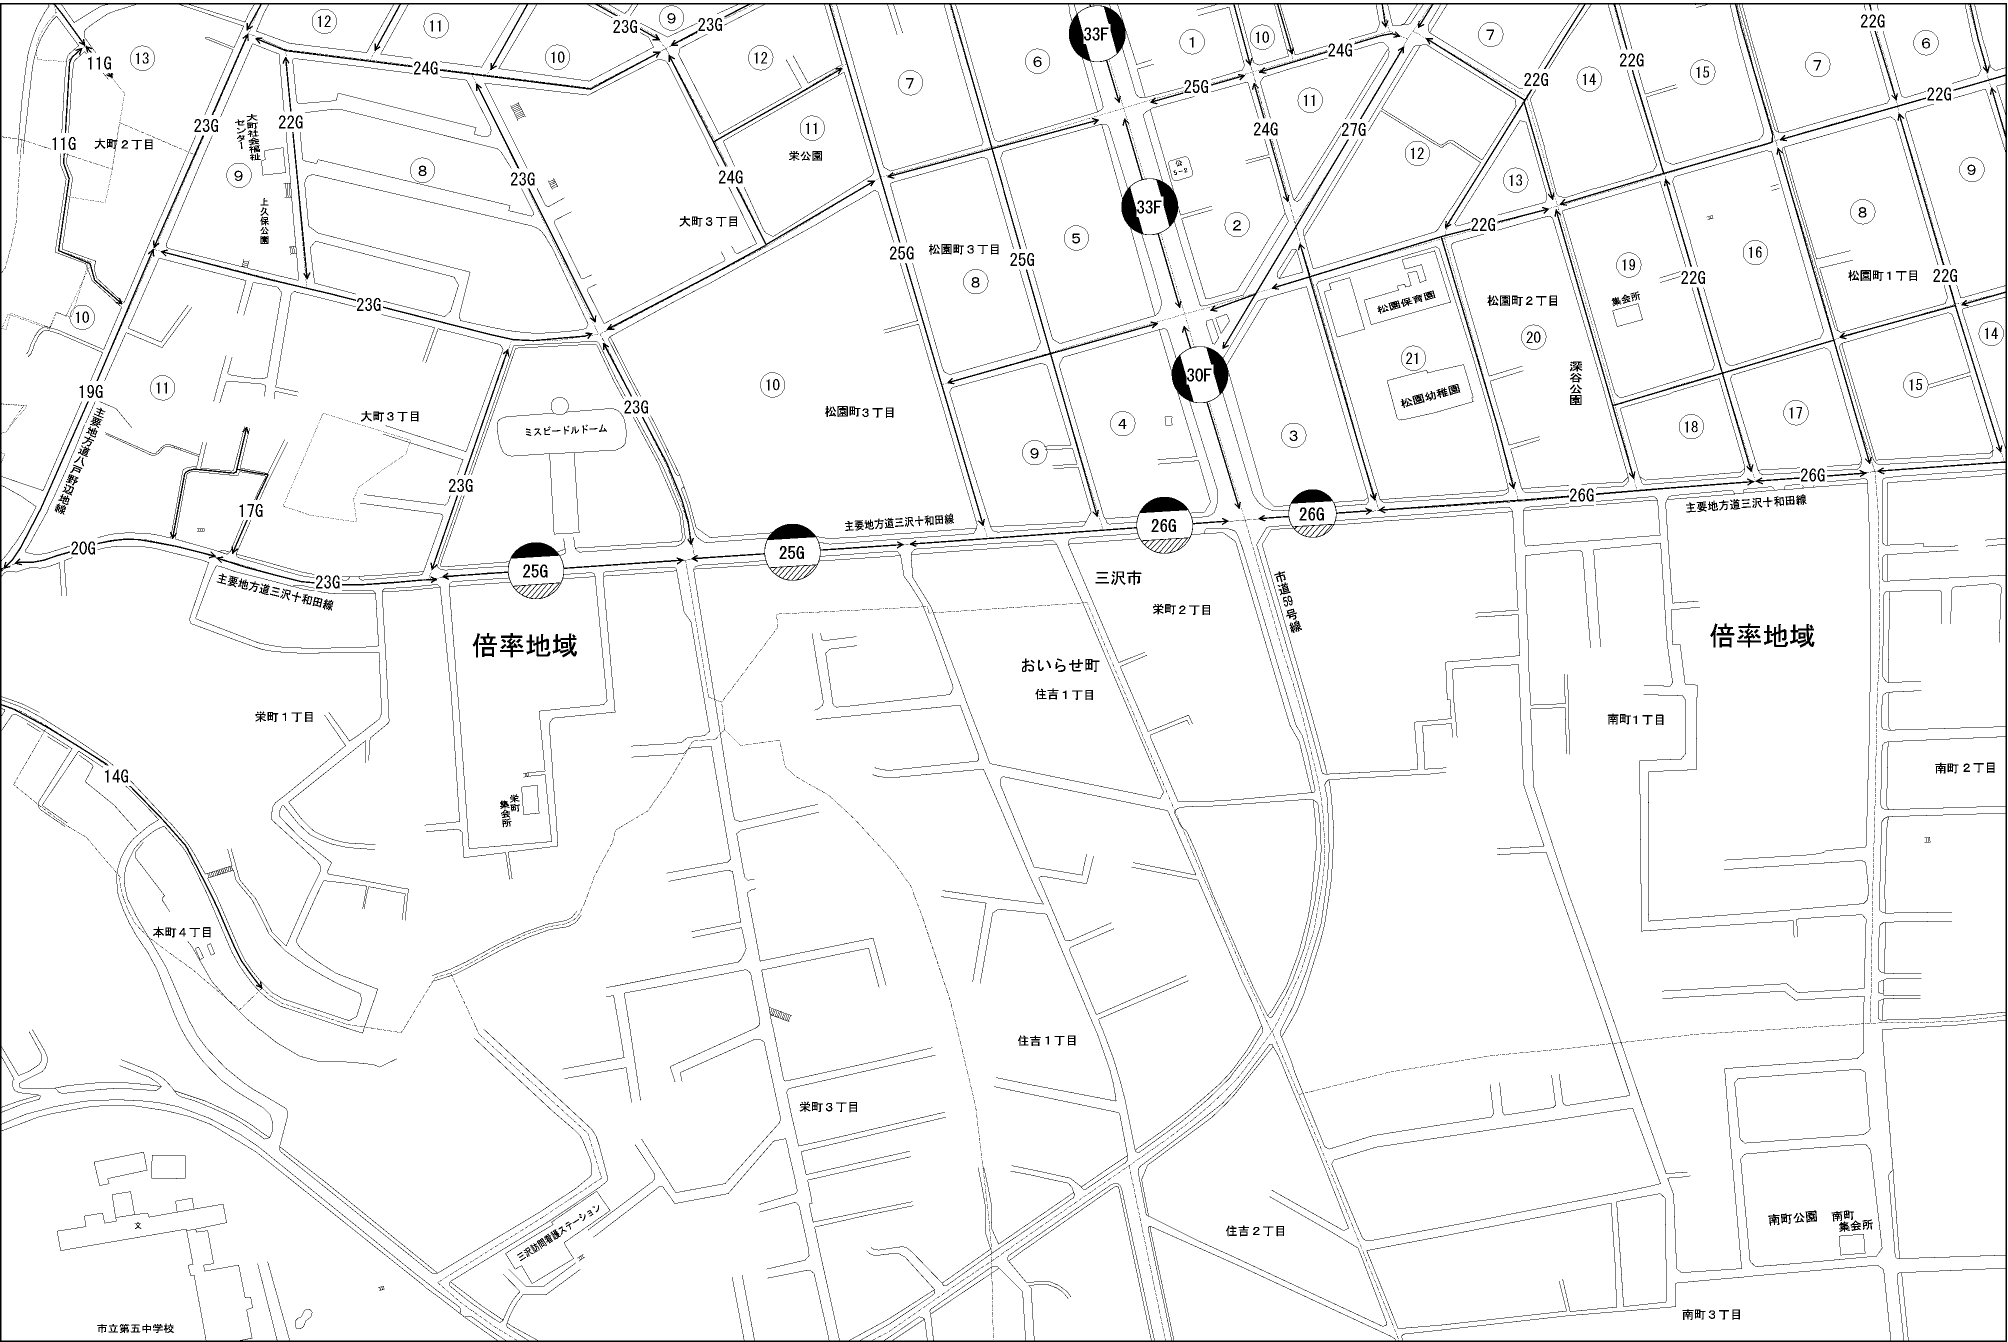 12
11
9
23G
23G
33F
1
10
7
22G
6
13
11G
24G
10
12
7
6
25G
24G
11
22G
14
22G
15
7
22G
11G
大町2丁目
23G
大町社会福祉
センター
22G
9
上久保公園
8
23G
24G
11
栄公園
大町3丁目
25G
松園町3丁目
8
25G
5
公
5-2
33F
2
24G
27G
12
13
22G
松園保育園
松園町2丁目
20
19
集会所
22G
16
8
松園町1丁目
22G
9
10
11
19G
主要地方道八戸野辺地線
23G
大町3丁目
ミスビードルドーム
23G
23G
10
松園町3丁目
9
4
30F
3
21
松園幼稚園
深谷公園
18
17
15
14
17G
20G
23G
主要地方道三沢十和田線
25G
25G
主要地方道三沢十和田線
26G
26G
26G
26G
主要地方道三沢十和田線
三沢市
栄町2丁目
市道59号線
倍率地域
倍率地域
おいらせ町
住吉1丁目
栄町1丁目
南町1丁目
南町2丁目
14G
栄町
集会所
本町4丁目
住吉1丁目
栄町3丁目
文
三沢訪問看護ステーション
住吉2丁目
南町公園
南町
集会所
南町3丁目
市立第五中学校